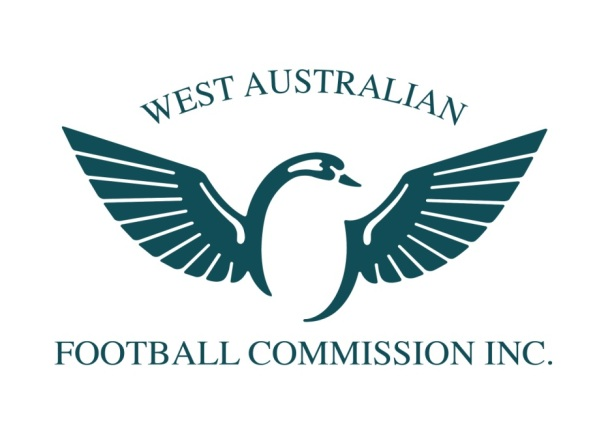 WEST AUSTRALIAN
FOOTBALL COMMISSION INC.